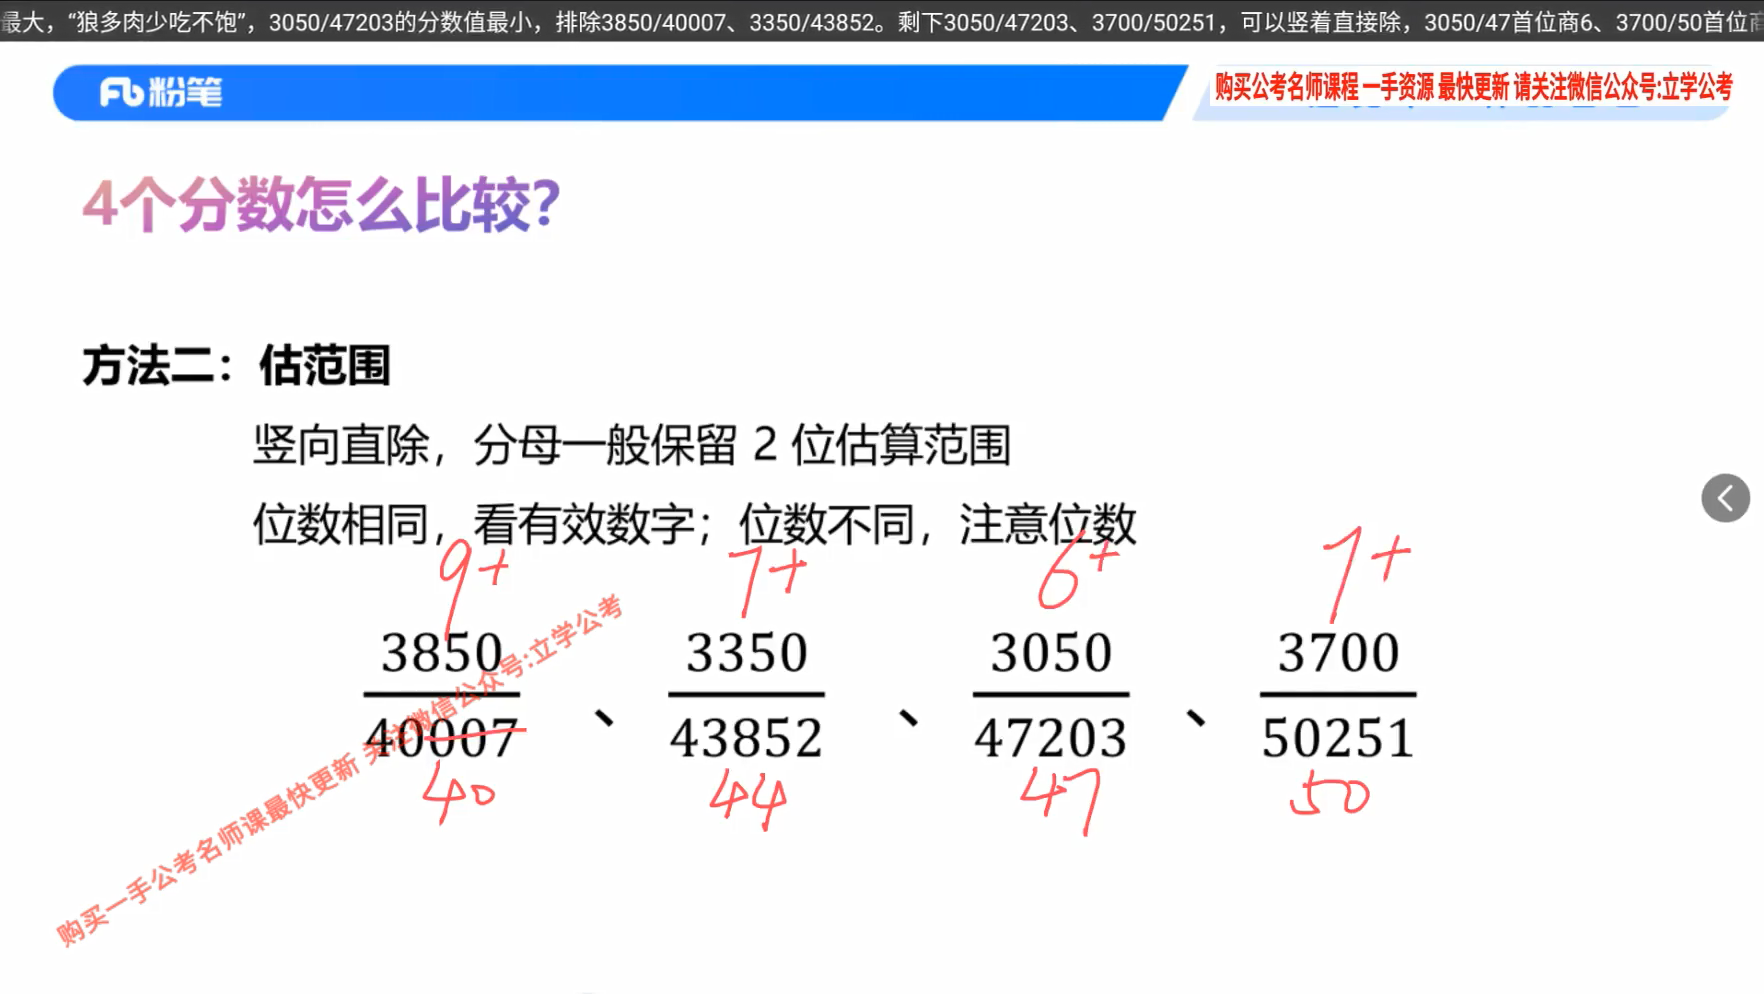 最大，“狼多肉少吃不饱”，3050/47203的分数值最小，排除3850/40007、3350/43852。剩下3050/47203、3700/50251，可以竖着直接除，3050/47首位商6、3700/50首位商
粉笔
购买公考名师课程 一手资源 最快更新 请关注微信公众号:立学公考
4个分数怎么比较?
方法二：估范围
竖向直除，分母一般保留 2 位估算范围
位数相同，看有效数字；位数不同，注意位数
9+ 7+ 6+ 7+
3850 3350 3050 3700
、 、 、
40007 43852 47203 50251
40 44 47 50
购买一手公考名师课最快更新 关注微信公众号:立学公考